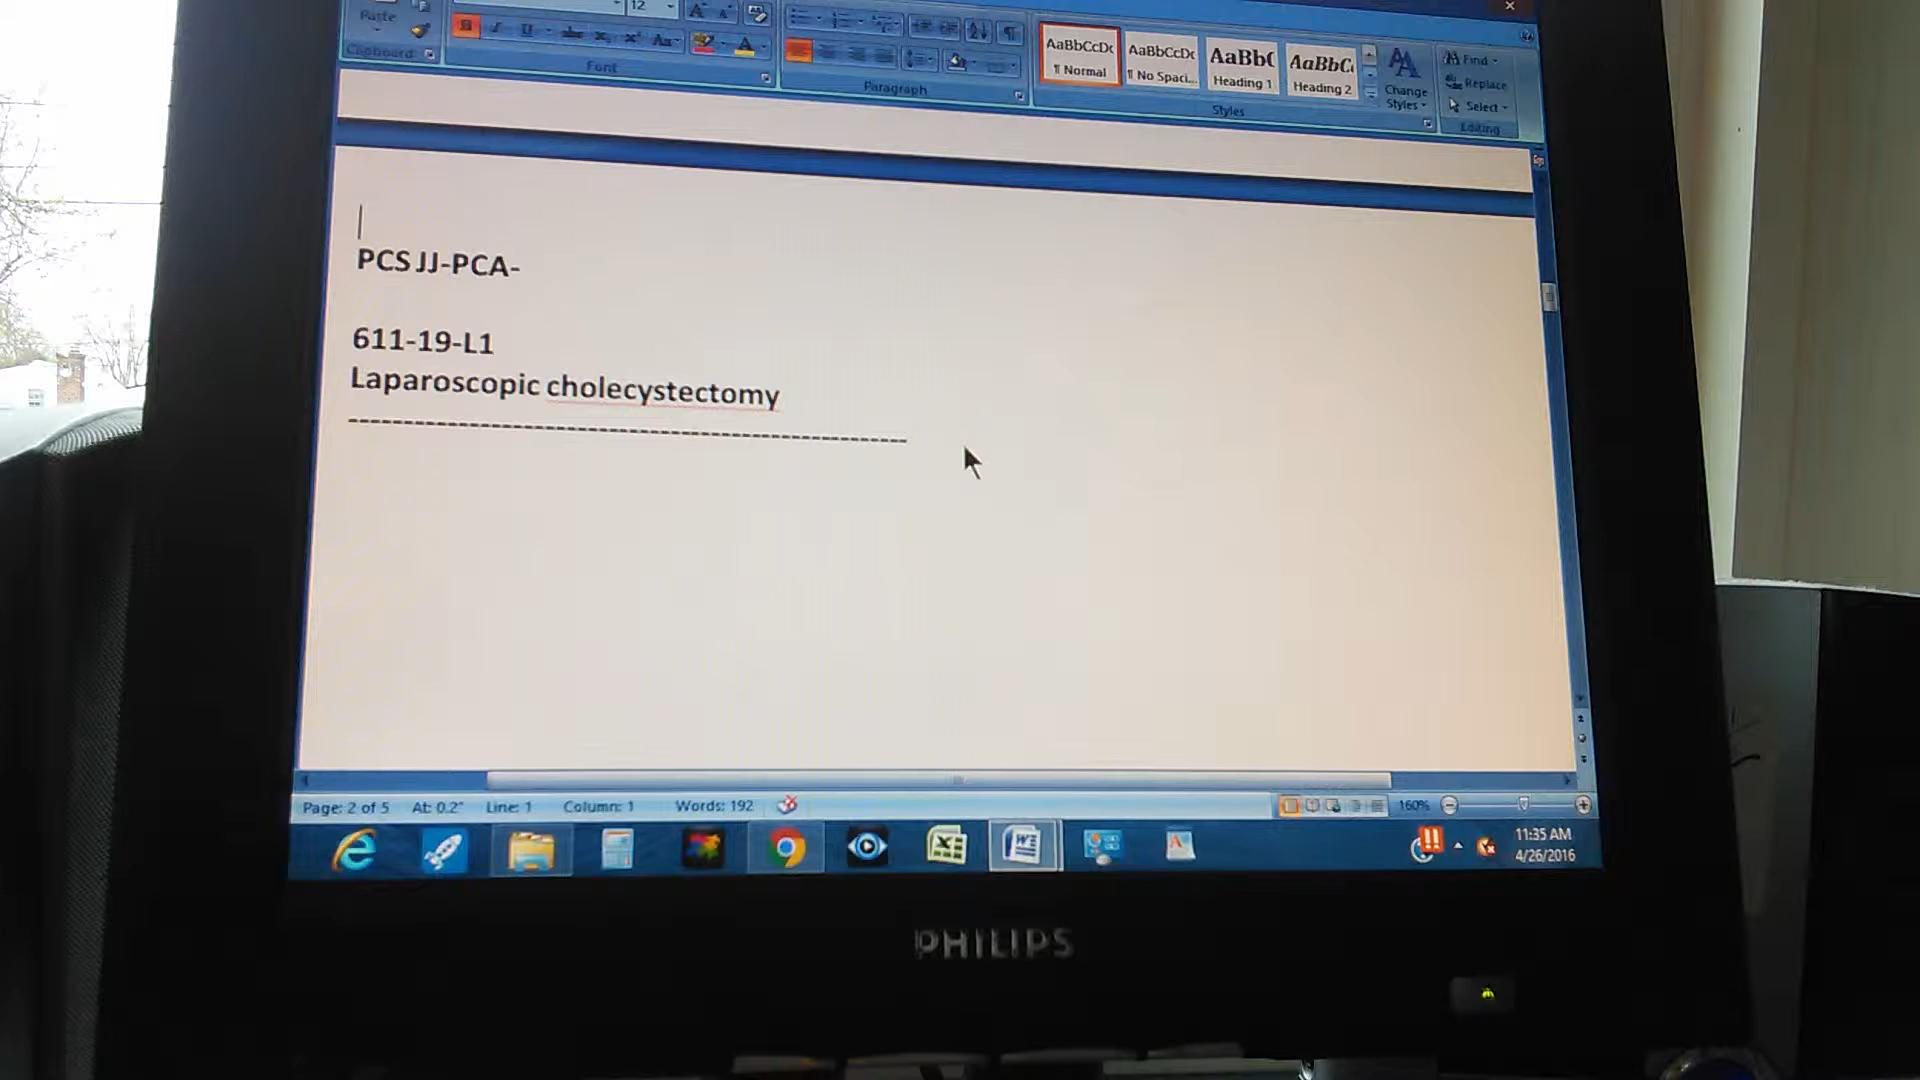 Paste
Clipboard
12
Font
Paragraph
AaBbCcDc
¶ Normal
AaBbCcDc
¶ No Spaci...
AaBbC
Heading 1
AaBbC
Heading 2
Change
Styles
Styles
Find
Replace
Select
Editing
PCS JJ-PCA-
611-19-L1
Laparoscopic cholecystectomy
--------------------------------------------------
Page: 2 of 5 At: 0.2" Line: 1 Column: 1 Words: 192 160%
11:35 AM
4/26/2016
PHILIPS